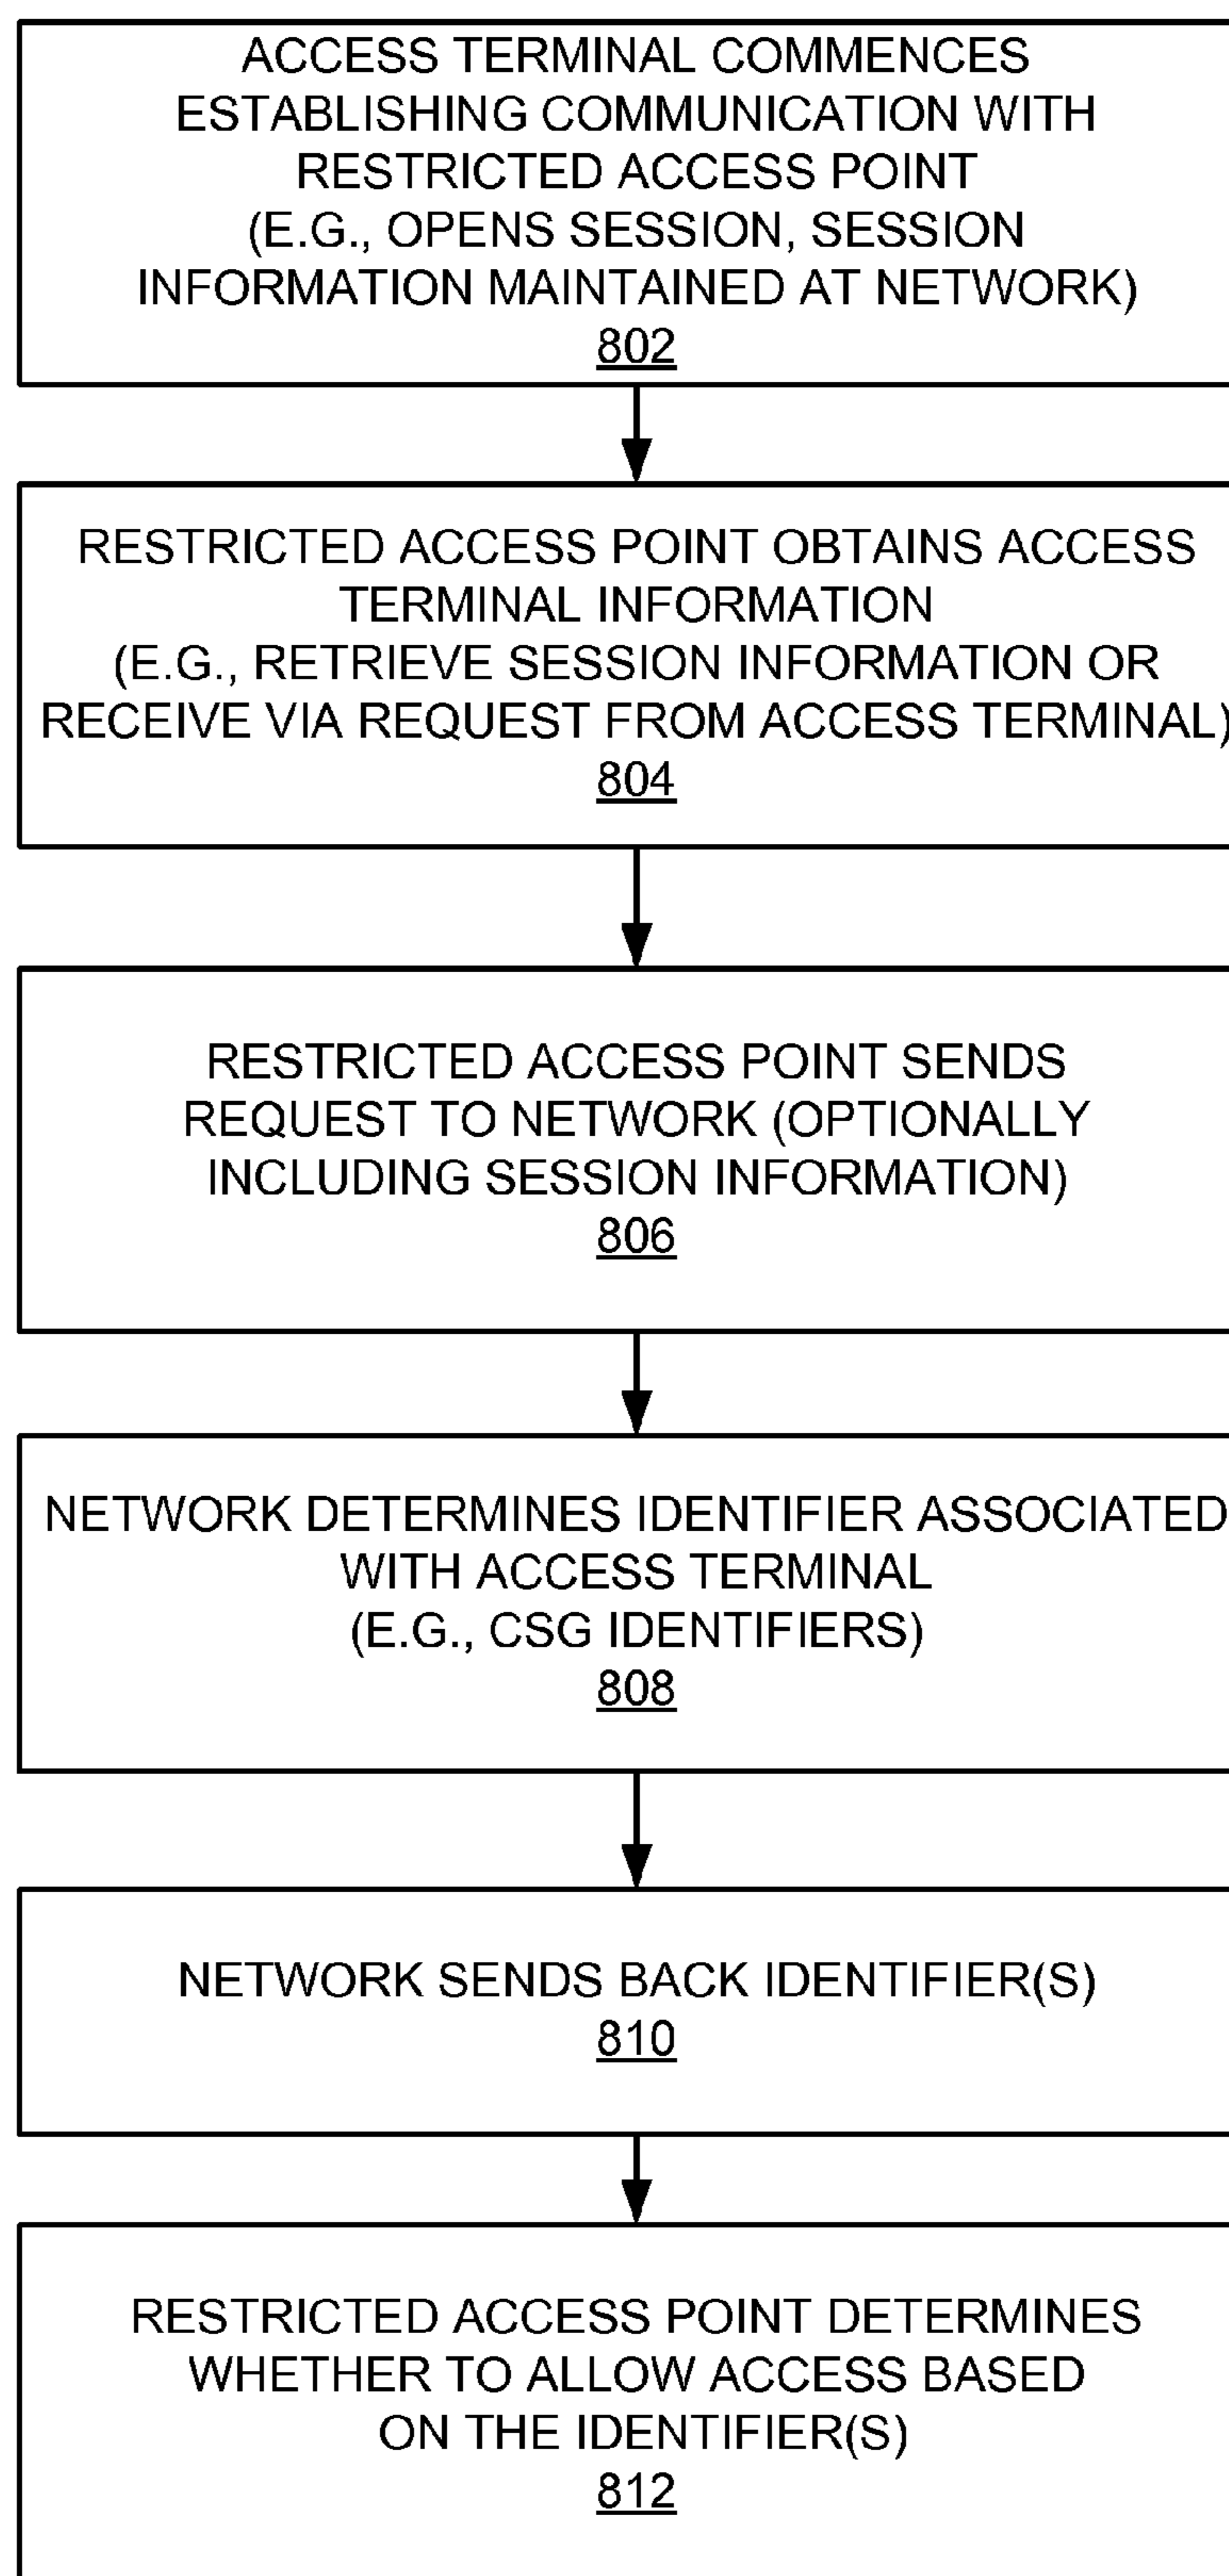 ACCESS TERMINAL COMMENCES
ESTABLISHING COMMUNICATION WITH
RESTRICTED ACCESS POINT
(E.G., OPENS SESSION, SESSION
INFORMATION MAINTAINED AT NETWORK)
802
RESTRICTED ACCESS POINT OBTAINS ACCESS
TERMINAL INFORMATION
(E.G., RETRIEVE SESSION INFORMATION OR
RECEIVE VIA REQUEST FROM ACCESS TERMINAL)
804
RESTRICTED ACCESS POINT SENDS
REQUEST TO NETWORK (OPTIONALLY
INCLUDING SESSION INFORMATION)
806
NETWORK DETERMINES IDENTIFIER ASSOCIATED
WITH ACCESS TERMINAL
(E.G., CSG IDENTIFIERS)
808
NETWORK SENDS BACK IDENTIFIER(S)
810
RESTRICTED ACCESS POINT DETERMINES
WHETHER TO ALLOW ACCESS BASED
ON THE IDENTIFIER(S)
812